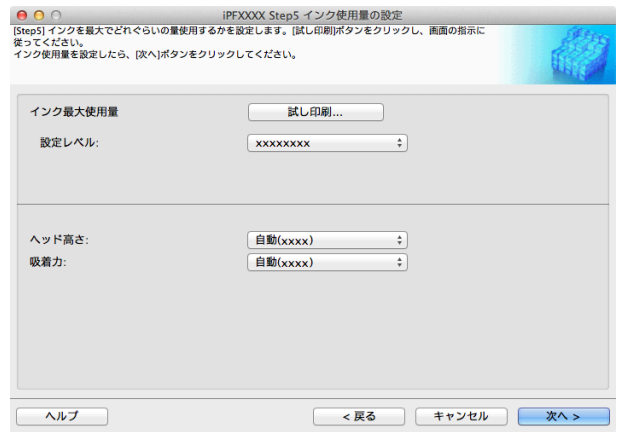 iPFXXXX Step5 インク使用量の設定
[Step5] インクを最大でどれぐらいの量使用するかを設定します。[試し印刷]ボタンをクリックし、画面の指示に
従ってください。
インク使用量を設定したら、[次へ]ボタンをクリックしてください。
インク最大使用量 試し印刷...
設定レベル: xxxxxxxx
ヘッド高さ: 自動(xxxx)
吸着力: 自動(xxxx)
ヘルプ < 戻る キャンセル 次へ >